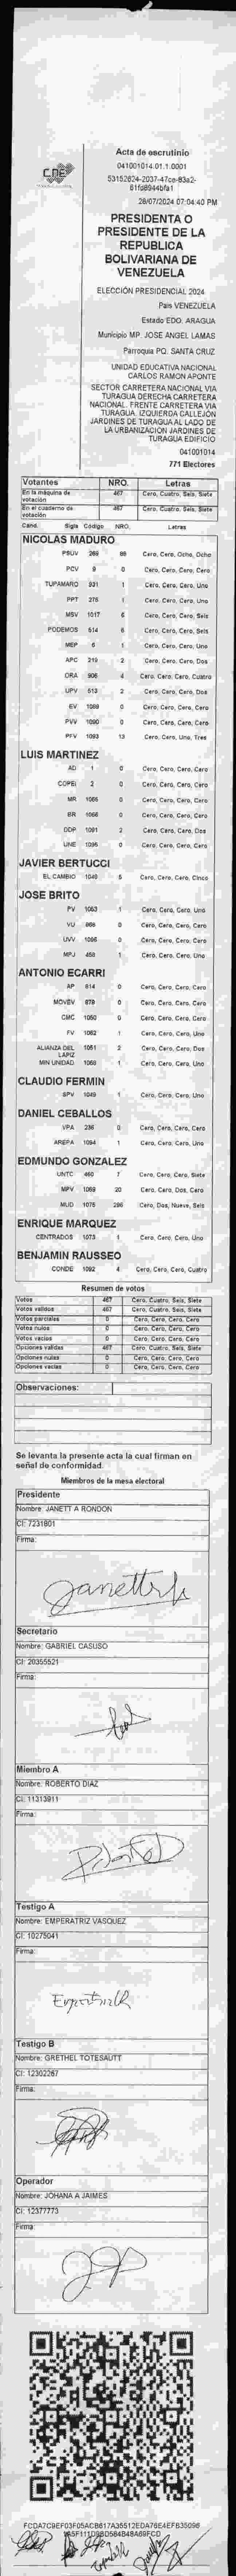 CNE
Acta de escrutinio
041001014.01.1.0001
28/07/2024 07:04:40 PM
PRESIDENTA O
PRESIDENTE DE LA
REPUBLICA
BOLIVARIANA DE
VENEZUELA
ELECCIÓN PRESIDENCIAL 2024
País VENEZUELA
Estado EDO. ARAGUA
Municipio MP. JOSE ANGEL LAMAS
Parroquia PQ. SANTA CRUZ
UNIDAD EDUCATIVA NACIONAL
CARLOS RAMON APONTE
SECTOR CARRETERA NACIONAL VIA
TURAGUA DERECHA CARRETERA
NACIONAL. FRENTE CARRETERA VIA
TURAGUA. IZQUIERDA CALLEJÓN
JARDINES DE TURAGUA AL LADO DE
LA URBANIZACION JARDINES DE
TURAGUA EDIFICIO
041001014
771 Electores
Votantes NRO. Letras
En la máquina de votación 467 Cero, Cuatro, Seis, Siete
En el cuaderno de votación 467 Cero, Cuatro, Seis, Siete
Cand. Sigla Código NRO. Letras
NICOLAS MADURO
PSUV 268 88 Cero, Cero, Ocho, Ocho
PCV 9 0 Cero, Cero, Cero, Cero
TUPAMARO 931 1 Cero, Cero, Cero, Uno
PPT 275 1 Cero, Cero, Cero, Uno
MSV 1017 6 Cero, Cero, Cero, Seis
PODEMOS 514 6 Cero, Cero, Cero, Seis
MEP 6 1 Cero, Cero, Cero, Uno
APC 219 2 Cero, Cero, Cero, Dos
ORA 906 4 Cero, Cero, Cero, Cuatro
UPV 513 2 Cero, Cero, Cero, Dos
EV 1088 0 Cero, Cero, Cero, Cero
PVV 1090 0 Cero, Cero, Cero, Cero
PFV 1093 13 Cero, Cero, Uno, Tres
LUIS MARTINEZ
AD 1 0 Cero, Cero, Cero, Cero
COPEI 2 0 Cero, Cero, Cero, Cero
MR 1065 0 Cero, Cero, Cero, Cero
BR 1066 0 Cero, Cero, Cero, Cero
DDP 1091 2 Cero, Cero, Cero, Dos
UNE 1095 0 Cero, Cero, Cero, Cero
JAVIER BERTUCCI
EL CAMBIO 1040 5 Cero, Cero, Cero, Cinco
JOSE BRITO
PV 1053 1 Cero, Cero, Cero, Uno
VU 968 0 Cero, Cero, Cero, Cero
UVV 1096 0 Cero, Cero, Cero, Cero
MPJ 458 1 Cero, Cero, Cero, Uno
ANTONIO ECARRI
AP 914 0 Cero, Cero, Cero, Cero
MOVEV 879 0 Cero, Cero, Cero, Cero
CMC 1050 0 Cero, Cero, Cero, Cero
FV 1062 1 Cero, Cero, Cero, Uno
ALIANZA DEL LAPIZ 1051 2 Cero, Cero, Cero, Dos
MIN UNIDAD 1068 1 Cero, Cero, Cero, Uno
CLAUDIO FERMIN
SPV 1049 1 Cero, Cero, Cero, Uno
DANIEL CEBALLOS
VPA 236 0 Cero, Cero, Cero, Cero
AREPA 1094 1 Cero, Cero, Cero, Uno
EDMUNDO GONZALEZ
UNTC 460 7 Cero, Cero, Cero, Siete
MPV 1069 20 Cero, Cero, Dos, Cero
MUD 1075 296 Cero, Dos, Nueve, Seis
ENRIQUE MARQUEZ
CENTRADOS 1073 1 Cero, Cero, Cero, Uno
BENJAMIN RAUSSEO
CONDE 1092 4 Cero, Cero, Cero, Cuatro
Resumen de votos
Votos 467 Cero, Cuatro, Seis, Siete
Votos validos 467 Cero, Cuatro, Seis, Siete
Votos parciales 0 Cero, Cero, Cero, Cero
Votos nulos 0 Cero, Cero, Cero, Cero
Votos vacios 0 Cero, Cero, Cero, Cero
Opciones validas 467 Cero, Cuatro, Seis, Siete
Opciones nulas 0 Cero, Cero, Cero, Cero
Opciones vacias 0 Cero, Cero, Cero, Cero
Observaciones:
Se levanta la presente acta la cual firman en
señal de conformidad.
Miembros de la mesa electoral
Presidente
Nombre: JANETT A RONDON
CI: 7231801
Firma:
Secretario
Nombre: GABRIEL CASUSO
CI: 20355521
Firma:
Miembro A
Nombre: ROBERTO DIAZ
CI: 11313911
Firma:
Testigo A
Nombre: EMPERATRIZ VASQUEZ
CI: 10275041
Firma:
Testigo B
Nombre: GRETHEL TOTESAUTT
CI: 12302267
Firma:
Operador
Nombre: JOHANA A JAIMES
CI: 12377773
Firma: